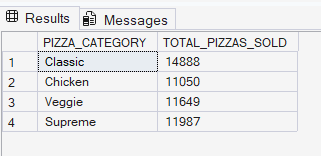 Results Messages
PIZZA_CATEGORY TOTAL_PIZZAS_SOLD
1 Classic 14888
2 Chicken 11050
3 Veggie 11649
4 Supreme 11987